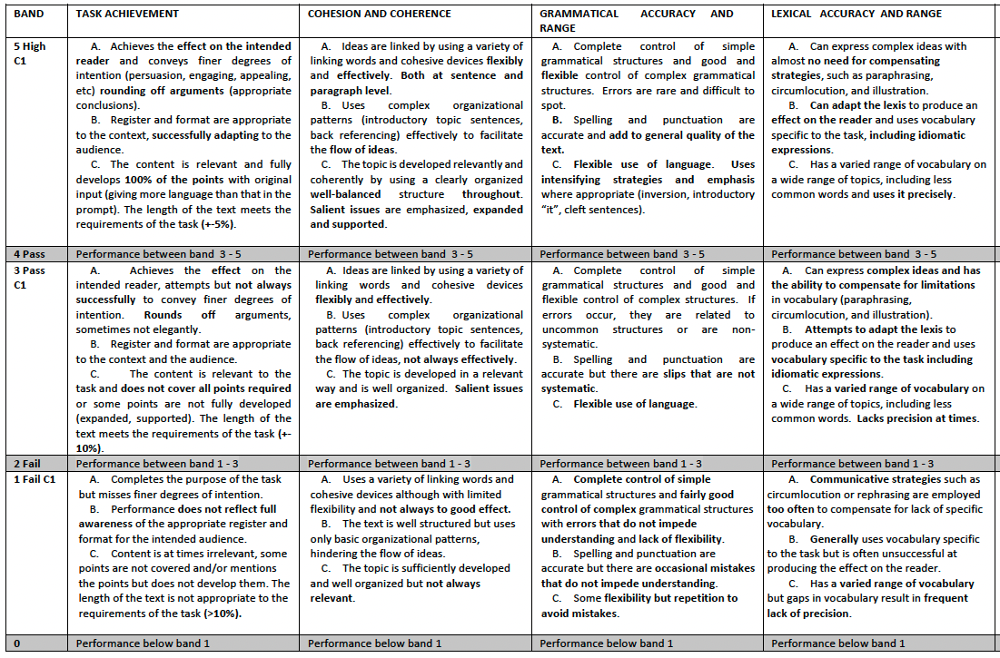 BAND
TASK ACHIEVEMENT
COHESION AND COHERENCE
GRAMMATICAL ACCURACY AND
RANGE
LEXICAL ACCURACY AND RANGE
5 High
C1
A. Achieves the effect on the intended
reader and conveys finer degrees of
intention (persuasion, engaging, appealing,
etc) rounding off arguments (appropriate
conclusions).
B. Register and format are appropriate
to the context, successfully adapting to the
audience.
C. The content is relevant and fully
develops 100% of the points with original
input (giving more language than that in the
prompt). The length of the text meets the
requirements of the task (+-5%).
A. Ideas are linked by using a variety of
linking words and cohesive devices flexibly
and effectively. Both at sentence and
paragraph level.
B. Uses complex organizational
patterns (introductory topic sentences,
back referencing) effectively to facilitate
the flow of ideas.
C. The topic is developed relevantly and
coherently by using a clearly organized
well-balanced structure throughout.
Salient issues are emphasized, expanded
and supported.
A. Complete control of simple
grammatical structures and good and
flexible control of complex grammatical
structures. Errors are rare and difficult to
spot.
B. Spelling and punctuation are
accurate and add to general quality of the
text.
C. Flexible use of language. Uses
intensifying strategies and emphasis
where appropriate (inversion, introductory
"it", cleft sentences).
A. Can express complex ideas with
almost no need for compensating
strategies, such as paraphrasing,
circumlocution, and illustration.
B. Can adapt the lexis to produce an
effect on the reader and uses vocabulary
specific to the task, including idiomatic
expressions.
C. Has a varied range of vocabulary on
a wide range of topics, including less
common words and uses it precisely.
4 Pass
Performance between band 3 - 5
Performance between band 3 - 5
Performance between band 3 - 5
Performance between band 3 - 5
3 Pass
C1
A. Achieves the effect on the
intended reader, attempts but not always
successfully to convey finer degrees of
intention. Rounds off arguments,
sometimes not elegantly.
B. Register and format are appropriate
to the context and the audience.
C. The content is relevant to the
task and does not cover all points required
or some points are not fully developed
(expanded, supported). The length of the
text meets the requirements of the task (+-
10%).
A. Ideas are linked by using a variety of
linking words and cohesive devices
flexibly and effectively.
B. Uses complex organizational
patterns (introductory topic sentences,
back referencing) effectively to facilitate
the flow of ideas, not always effectively.
C. The topic is developed in a relevant
way and is well organized. Salient issues
are emphasized.
A. Complete control of simple
grammatical structures and good and
flexible control of complex structures. If
errors occur, they are related to
uncommon structures or are non-
systematic.
B. Spelling and punctuation are
accurate but there are slips that are not
systematic.
C. Flexible use of language.
A. Can express complex ideas and has
the ability to compensate for limitations
in vocabulary (paraphrasing,
circumlocution, and illustration).
B. Attempts to adapt the lexis to
produce an effect on the reader and uses
vocabulary specific to the task including
idiomatic expressions.
C. Has a varied range of vocabulary on
a wide range of topics, including less
common words. Lacks precision at times.
2 Fail
Performance between band 1 - 3
Performance between band 1 - 3
Performance between band 1 - 3
Performance between band 1 - 3
1 Fail C1
A. Completes the purpose of the task
but misses finer degrees of intention.
B. Performance does not reflect full
awareness of the appropriate register and
format for the intended audience.
C. Content is at times irrelevant, some
points are not covered and/or mentions
the points but does not develop them. The
length of the text is not appropriate to the
requirements of the task (>10%).
A. Uses a variety of linking words and
cohesive devices although with limited
flexibility and not always to good effect.
B. The text is well structured but uses
only basic organizational patterns,
hindering the flow of ideas.
C. The topic is sufficiently developed
and well organized but not always
relevant.
A. Complete control of simple
grammatical structures and fairly good
control of complex grammatical structures
with errors that do not impede
understanding and lack of flexibility.
B. Spelling and punctuation are
accurate but there are occasional mistakes
that do not impede understanding.
C. Some flexibility but repetition to
avoid mistakes.
A. Communicative strategies such as
circumlocution or rephrasing are employed
too often to compensate for lack of specific
vocabulary.
B. Generally uses vocabulary specific
to the task but is often unsuccessful at
producing the effect on the reader.
C. Has a varied range of vocabulary
but gaps in vocabulary result in frequent
lack of precision.
0
Performance below band 1
Performance below band 1
Performance below band 1
Performance below band 1